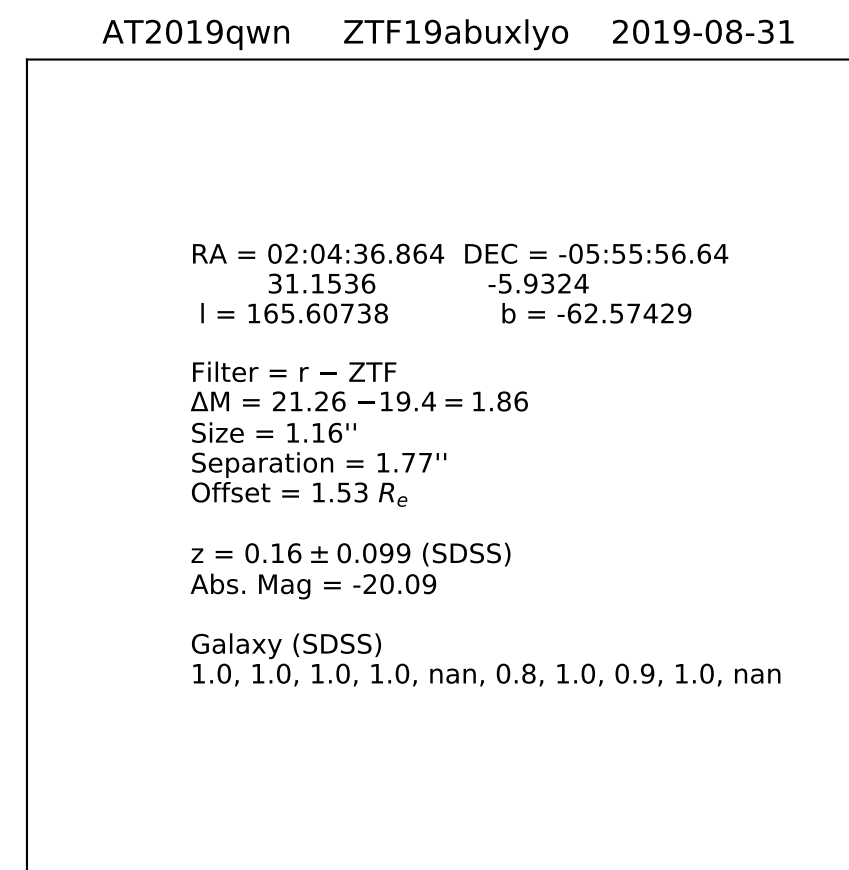 AT2019qwn ZTF19abuxlyo 2019-08-31
RA = 02:04:36.864 DEC = -05:55:56.64
31.1536 -5.9324
l = 165.60738 b = -62.57429
Filter = r − ZTF
ΔM = 21.26 −19.4 = 1.86
Size = 1.16''
Separation = 1.77''
Offset = 1.53 Rₑ
z = 0.16 ± 0.099 (SDSS)
Abs. Mag = -20.09
Galaxy (SDSS)
1.0, 1.0, 1.0, 1.0, nan, 0.8, 1.0, 0.9, 1.0, nan